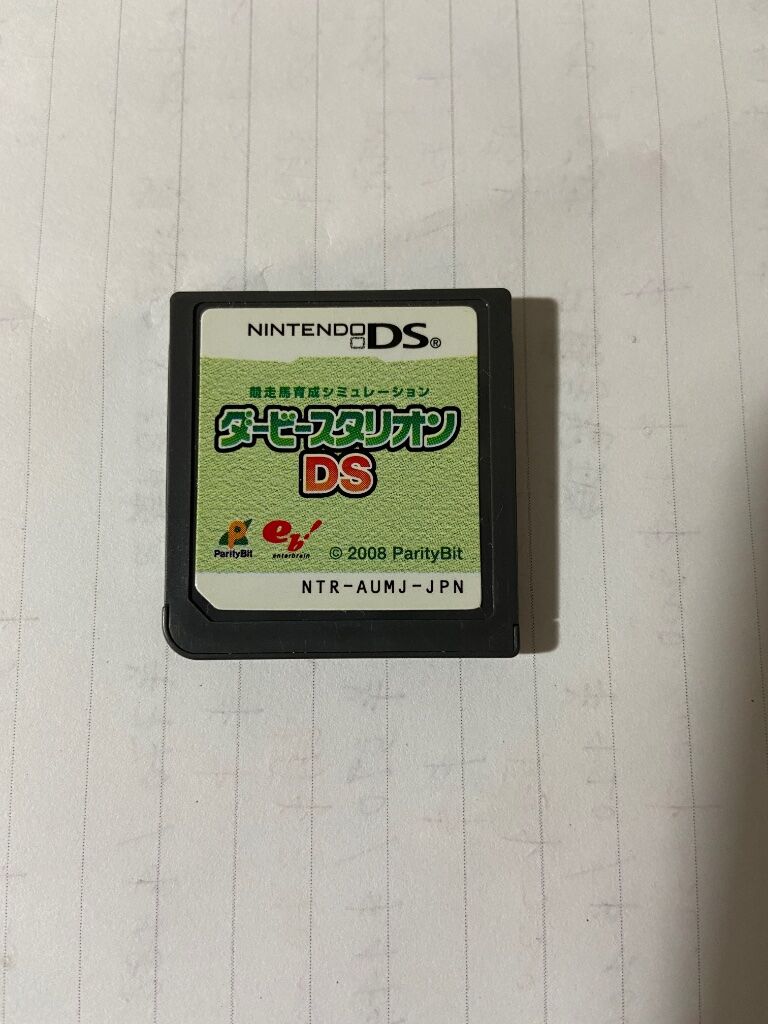 NINTENDO DS®
競走馬育成シミュレーション
ダービースタリオン
DS
ParityBit
eb!
enterbrain
© 2008 ParityBit
NTR-AUMJ-JPN